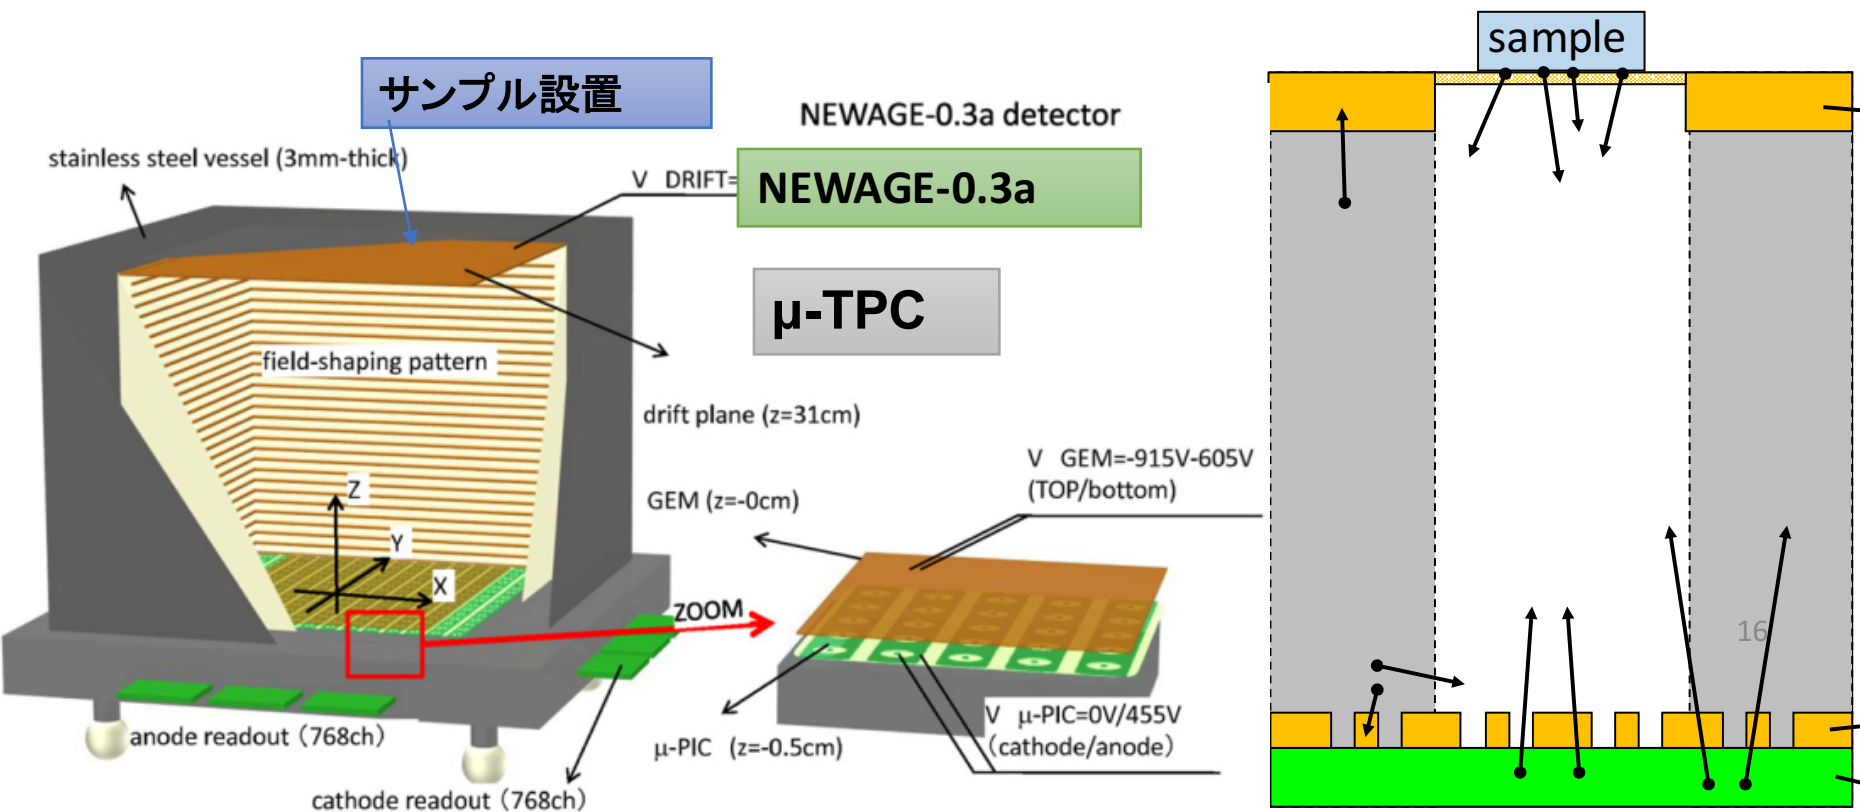 サンプル設置
NEWAGE-0.3a detector
stainless steel vessel (3mm-thick)
V DRIFT=
NEWAGE-0.3a
μ-TPC
field-shaping pattern
drift plane (z=31cm)
V GEM=-915V-605V
(TOP/bottom)
GEM (z=-0cm)
Z
Y
X
ZOOM
V μ-PIC=0V/455V
(cathode/anode)
μ-PIC (z=-0.5cm)
anode readout (768ch)
cathode readout (768ch)
sample
16